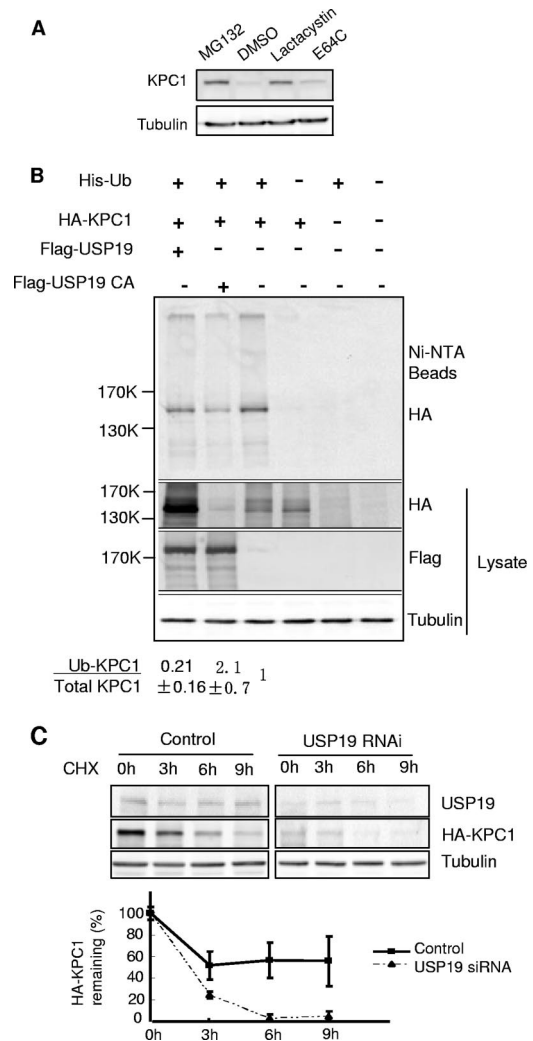 A
MG132 DMSO Lactacystin E64C
KPC1
Tubulin
B
His-Ub + + + - + -
HA-KPC1 + + + + - -
Flag-USP19 + - - - - -
Flag-USP19 CA - + - - - -
Ni-NTA
Beads
170K
HA
130K
170K
HA
130K
Flag
170K
Lysate
Tubulin
Ub-KPC1 0.21 2.1 1
Total KPC1 ±0.16 ±0.7
C
Control USP19 RNAi
CHX 0h 3h 6h 9h 0h 3h 6h 9h
USP19
HA-KPC1
Tubulin
HA-KPC1
remaining (%)
100
80
60
40
20
0
0h 3h 6h 9h
Control
USP19 siRNA